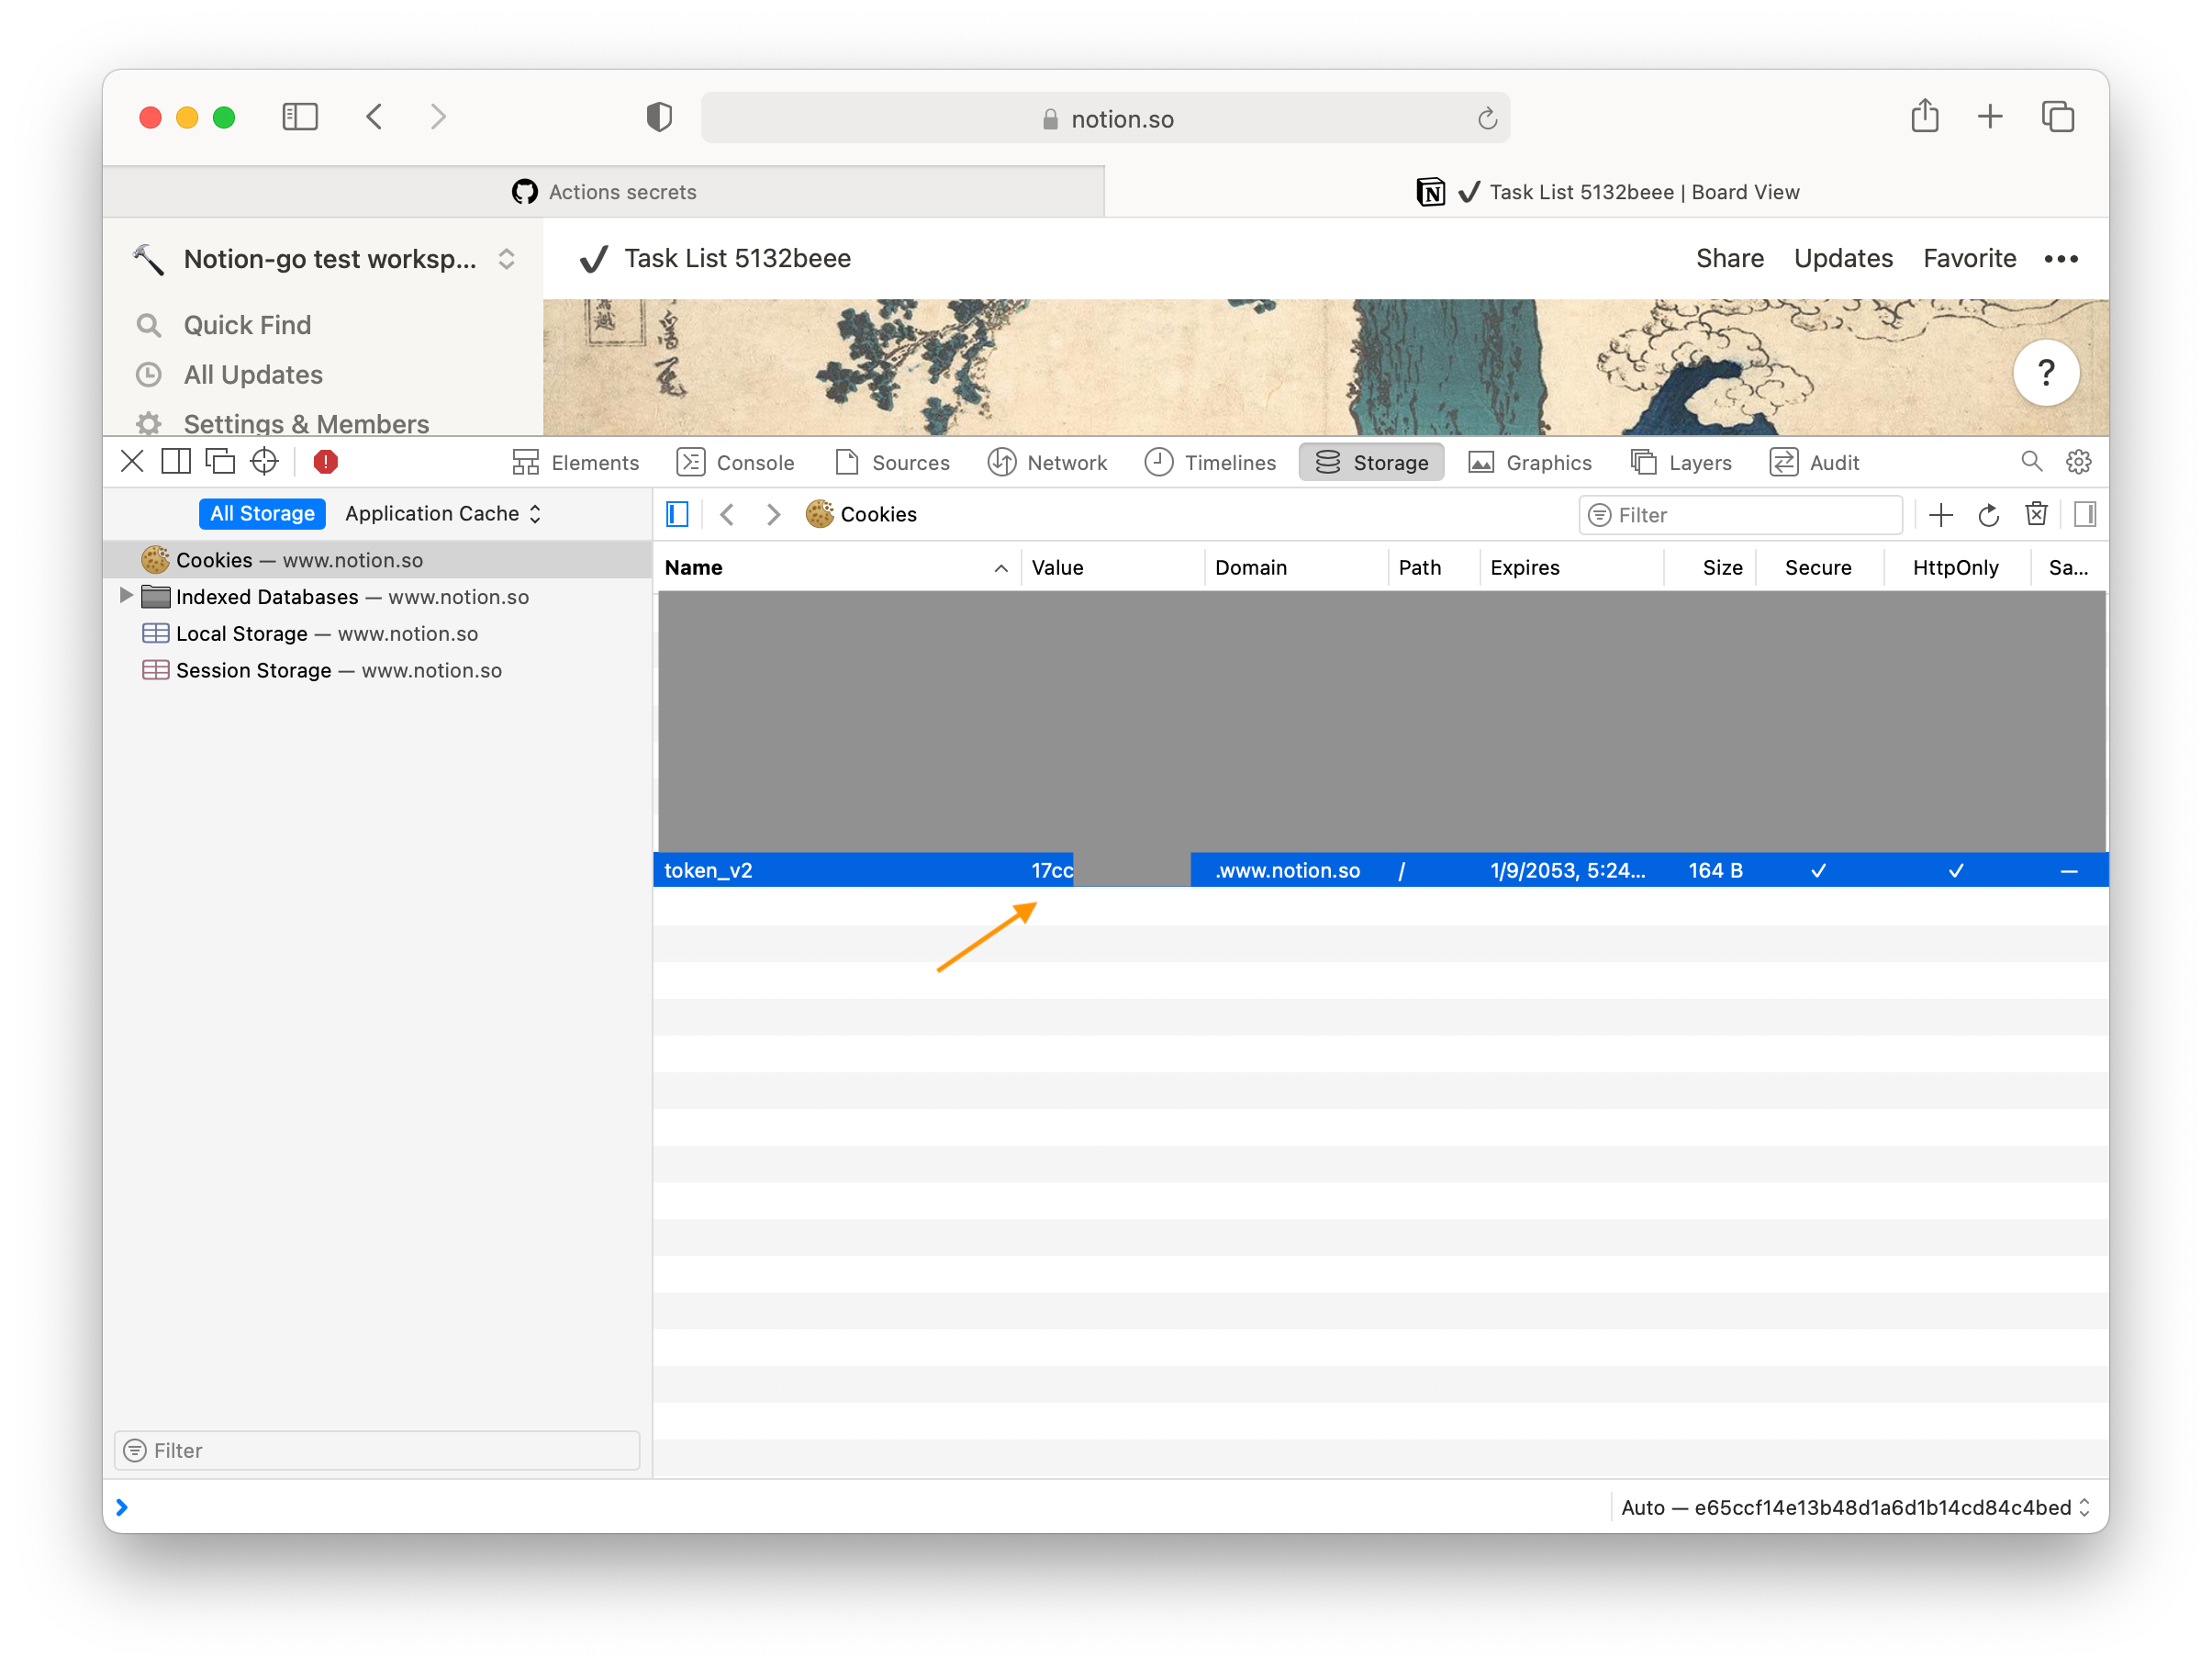 notion.so
Actions secrets
Task List 5132beee | Board View
Notion-go test worksp...
Task List 5132beee
Share Updates Favorite
Quick Find
All Updates
Settings & Members
?
Elements Console Sources Network Timelines Storage Graphics Layers Audit
All Storage Application Cache
Cookies
Filter
Cookies — www.notion.so
Indexed Databases — www.notion.so
Local Storage — www.notion.so
Session Storage — www.notion.so
Name Value Domain Path Expires Size Secure HttpOnly Sa...
token_v2 17cc .www.notion.so / 1/9/2053, 5:24... 164 B ✓ ✓ —
Filter
Auto — e65ccf14e13b48d1a6d1b14cd84c4bed